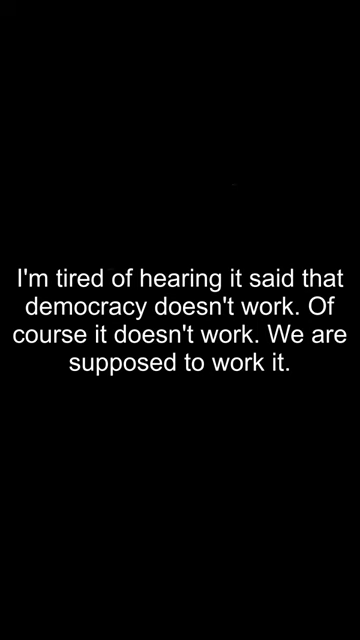 I'm tired of hearing it said that
democracy doesn't work. Of
course it doesn't work. We are
supposed to work it.